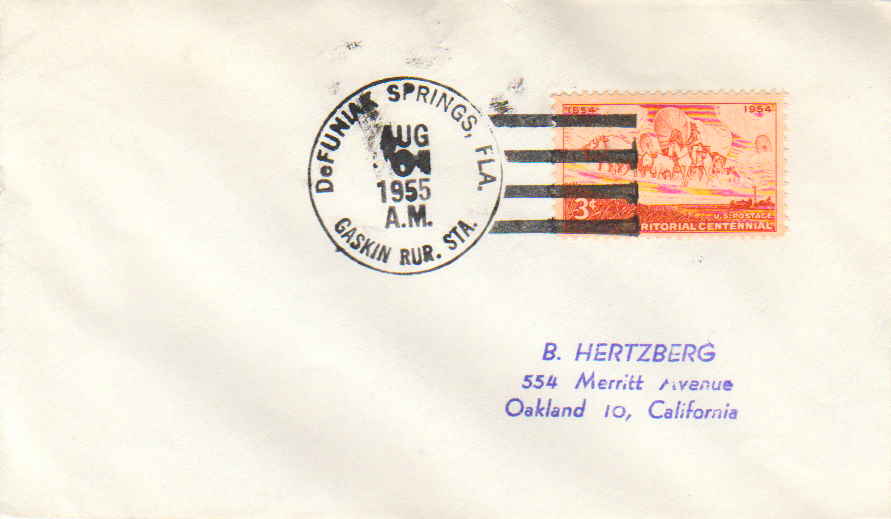 DeFUNIAK SPRINGS, FLA.
AUG
1955
A.M.
GASKIN RUR. STA.
1854 1954
3¢
U.S. POSTAGE
TERRITORIAL CENTENNIAL
B. HERTZBERG
554 Merritt Avenue
Oakland 10, California